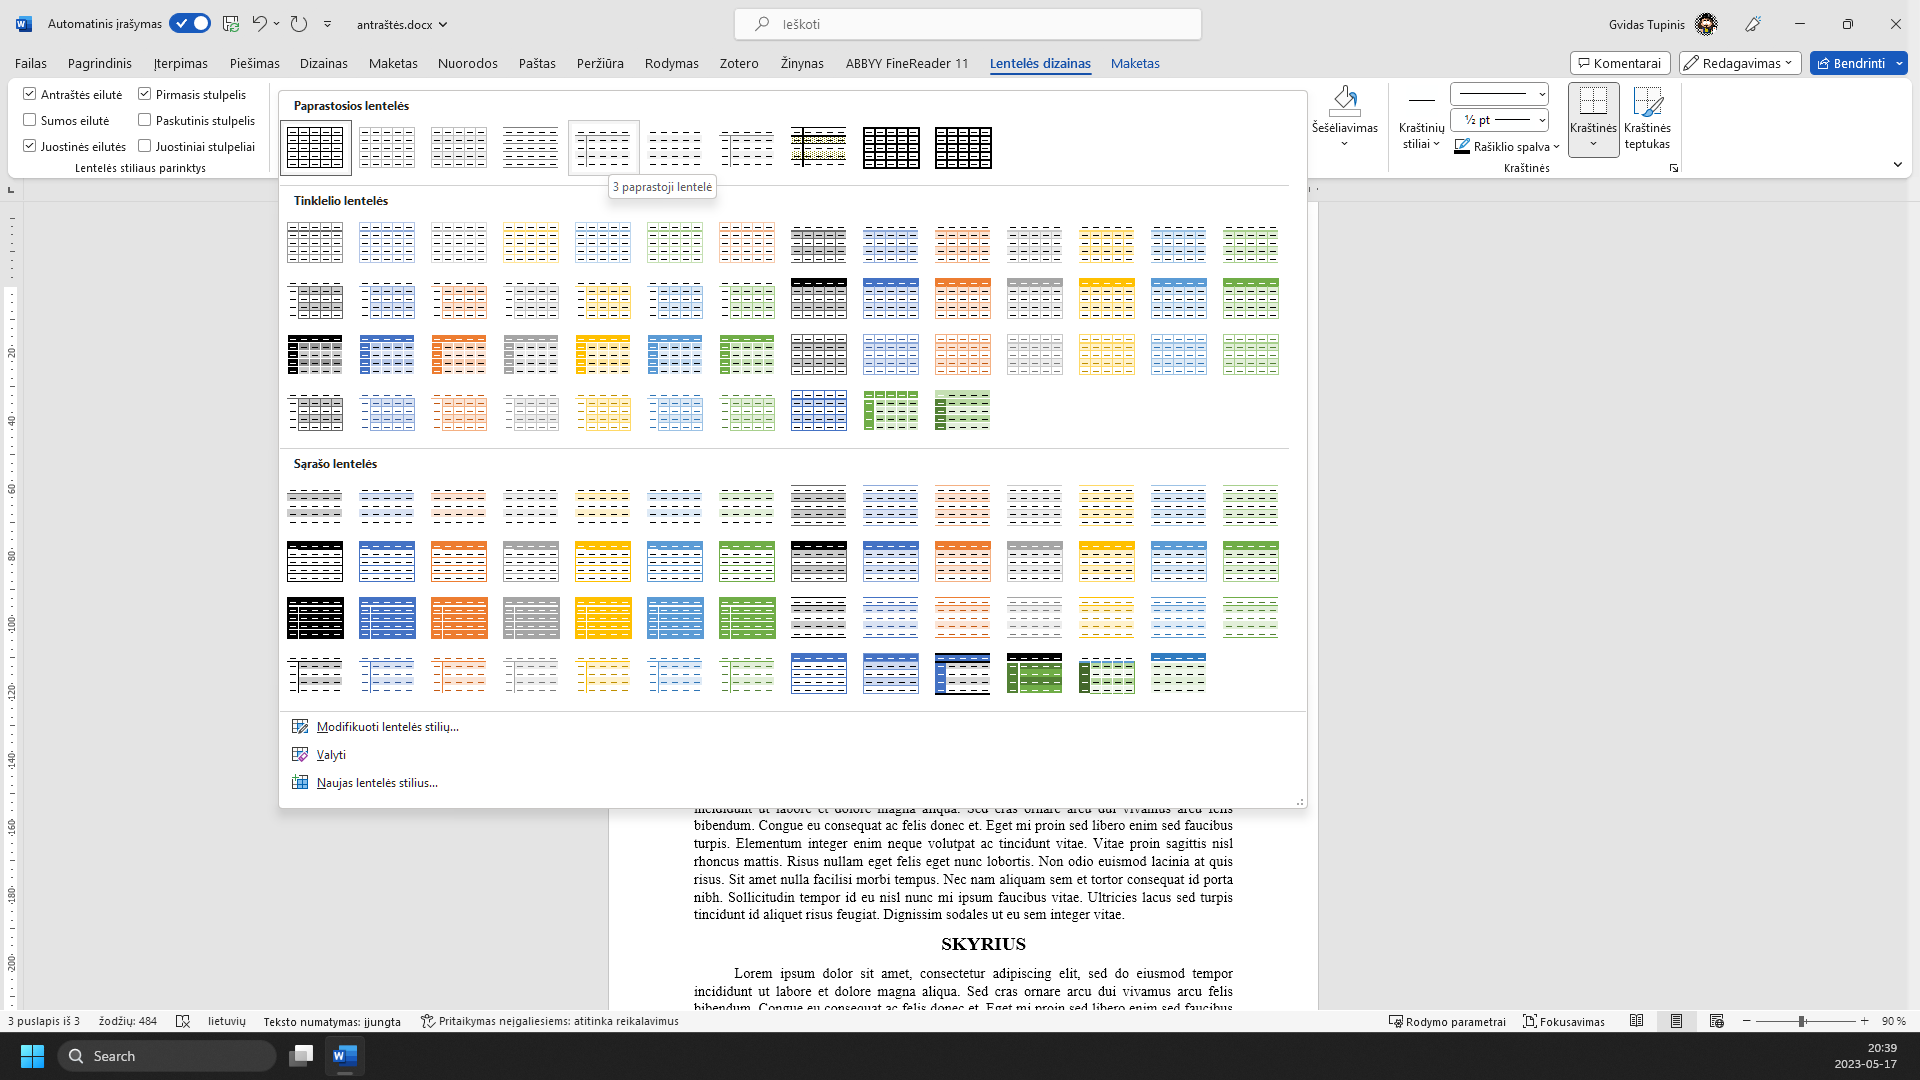 Automatinis įrašymas
antraštės.docx
Ieškoti
Gvidas Tupinis
Failas
Pagrindinis
Įterpimas
Piešimas
Dizainas
Maketas
Nuorodos
Paštas
Peržiūra
Rodymas
Zotero
Žinynas
ABBYY FineReader 11
Lentelės dizainas
Maketas
Komentarai
Redagavimas
Bendrinti
Antraštės eilutė
Pirmasis stulpelis
Sumos eilutė
Paskutinis stulpelis
Juostinės eilutės
Juostiniai stulpeliai
Lentelės stiliaus parinktys
Paprastosios lentelės
3 paprastoji lentelė
Tinklelio lentelės
Sąrašo lentelės
Modifikuoti lentelės stilių...
Valyti
Naujas lentelės stilius...
Šešėliavimas
Kraštinių
stiliai
½ pt
Rašiklio spalva
Kraštinės
Kraštinės
teptukas
Kraštinės
20
40
60
80
100
120
140
160
180
200
incididunt ut labore et dolore magna aliqua. Sed cras ornare arcu dui vivamus arcu felis
bibendum. Congue eu consequat ac felis donec et. Eget mi proin sed libero enim sed faucibus
turpis. Elementum integer enim neque volutpat ac tincidunt vitae. Vitae proin sagittis nisl
rhoncus mattis. Risus nullam eget felis eget nunc lobortis. Non odio euismod lacinia at quis
risus. Sit amet nulla facilisi morbi tempus. Nec nam aliquam sem et tortor consequat id porta
nibh. Sollicitudin tempor id eu nisl nunc mi ipsum faucibus vitae. Ultricies lacus sed turpis
tincidunt id aliquet risus feugiat. Dignissim sodales ut eu sem integer vitae.
SKYRIUS
Lorem ipsum dolor sit amet, consectetur adipiscing elit, sed do eiusmod tempor
incididunt ut labore et dolore magna aliqua. Sed cras ornare arcu dui vivamus arcu felis
bibendum. Congue eu consequat ac felis donec et. Eget mi proin sed libero enim sed faucibus
3 puslapis iš 3
žodžių: 484
lietuvių
Teksto numatymas: įjungta
Pritaikymas neįgaliesiems: atitinka reikalavimus
Rodymo parametrai
Fokusavimas
90 %
Search
20:39
2023-05-17